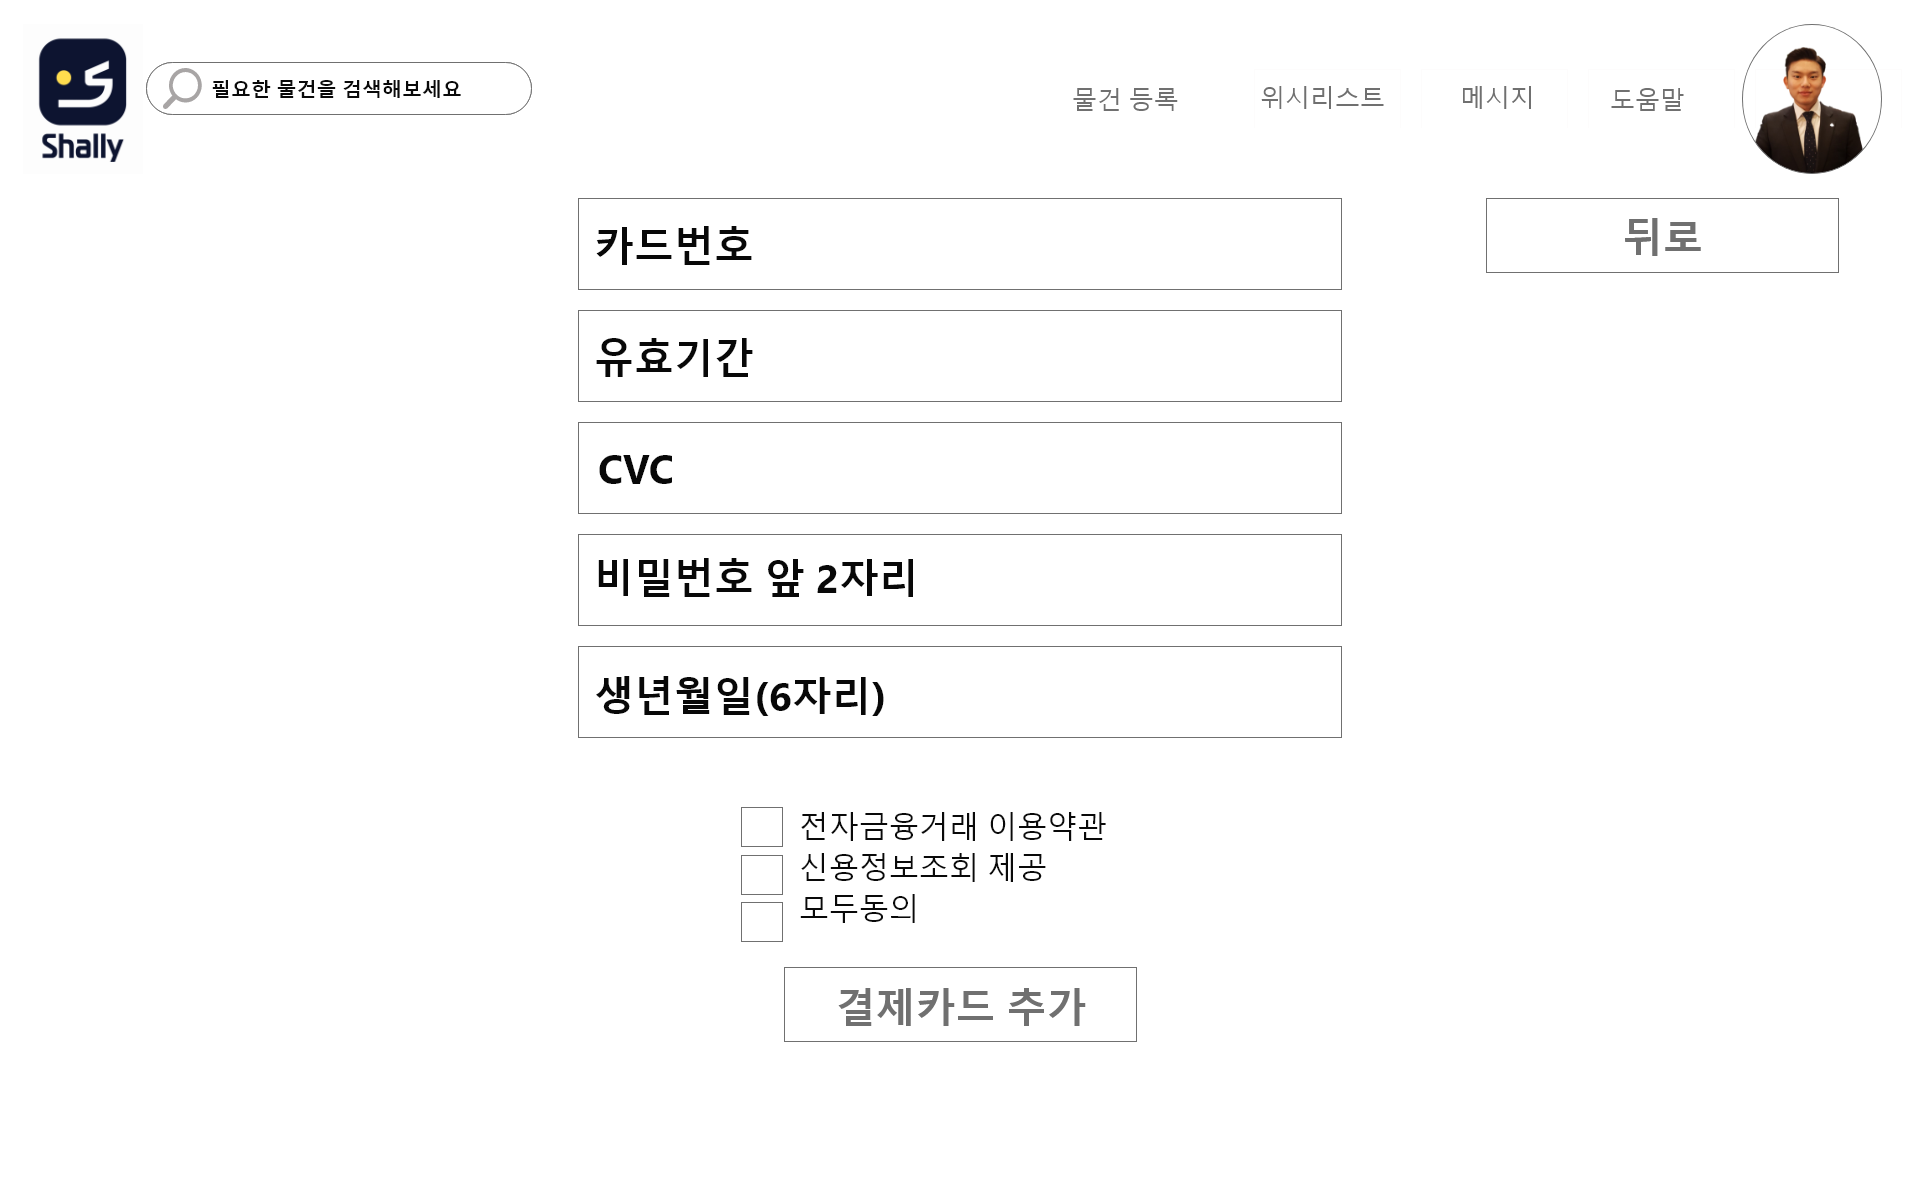 Shally
필요한 물건을 검색해보세요
물건 등록
위시리스트
메시지
도움말
뒤로
카드번호
유효기간
CVC
비밀번호 앞 2자리
생년월일(6자리)
전자금융거래 이용약관
신용정보조회 제공
모두동의
결제카드 추가